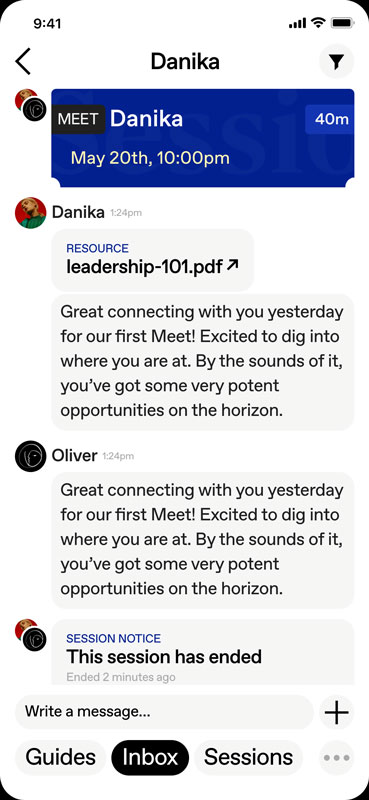 9:41
Danika
Session
MEET Danika 40m
May 20th, 10:00pm
Danika 1:24pm
RESOURCE
leadership-101.pdf↗
Great connecting with you yesterday
for our first Meet! Excited to dig into
where you are at. By the sounds of it,
you’ve got some very potent
opportunities on the horizon.
Oliver 1:24pm
Great connecting with you yesterday
for our first Meet! Excited to dig into
where you are at. By the sounds of it,
you’ve got some very potent
opportunities on the horizon.
SESSION NOTICE
This session has ended
Ended 2 minutes ago
Write a message...
Guides Inbox Sessions